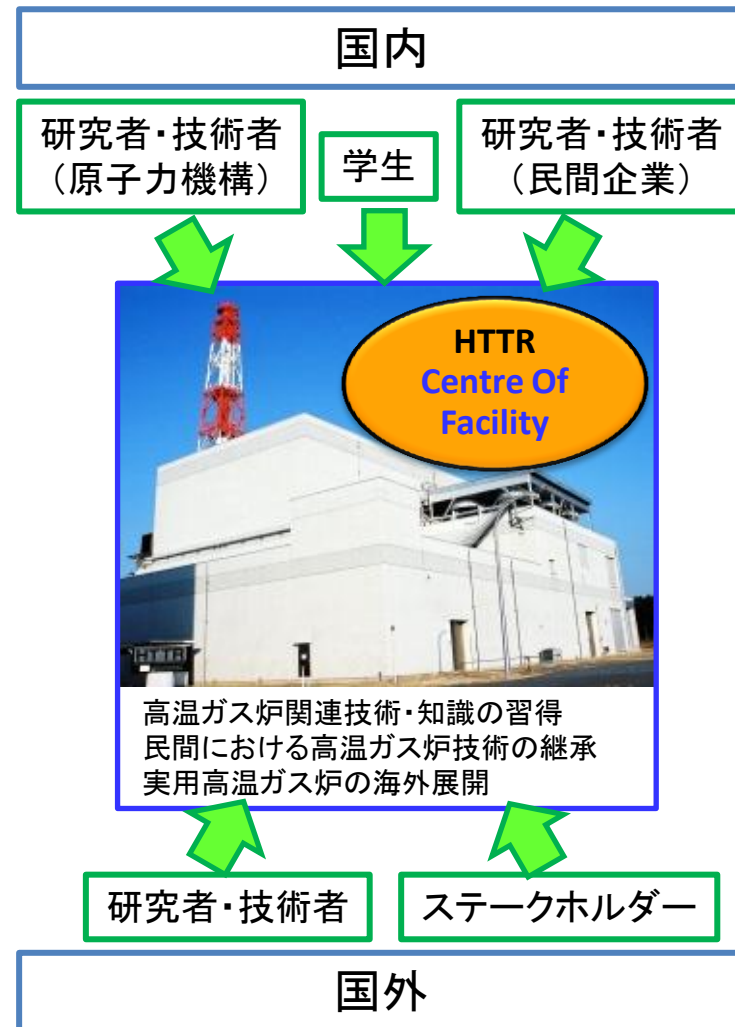 国内
研究者・技術者
（原子力機構）
学生
研究者・技術者
（民間企業）
HTTR
Centre Of
Facility
HTTR
高温ガス炉関連技術・知識の習得
民間における高温ガス炉技術の継承
実用高温ガス炉の海外展開
研究者・技術者
ステークホルダー
国外